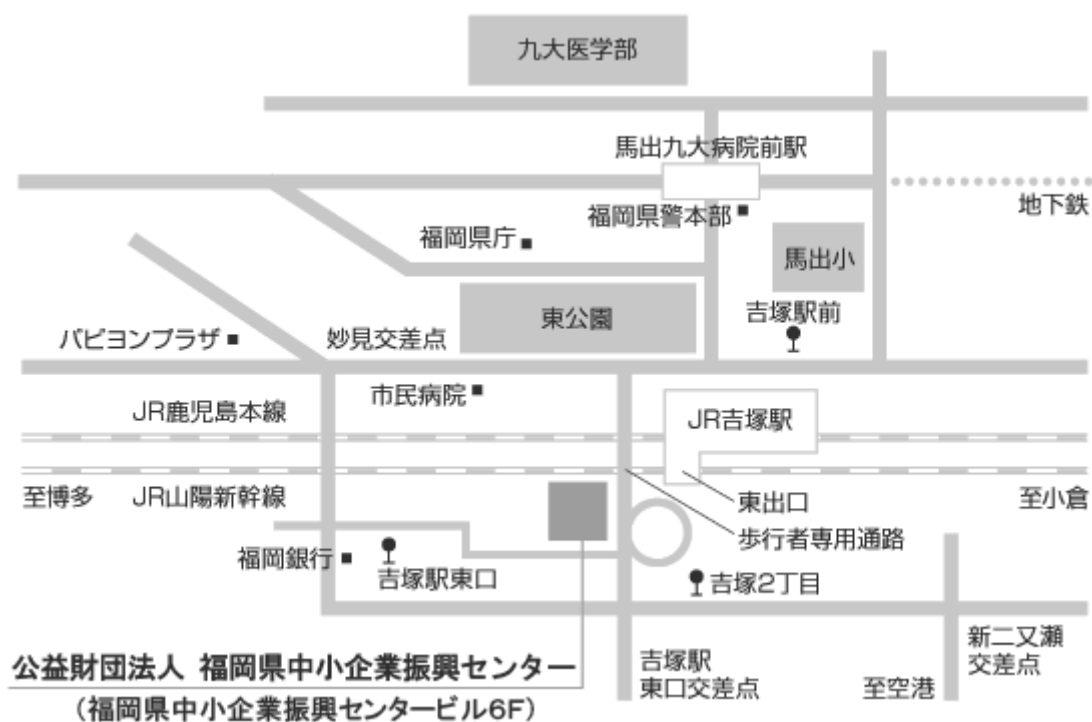 九大医学部
馬出九大病院前駅
地下鉄
福岡県警本部
福岡県庁
馬出小
東公園
吉塚駅前
パピヨンプラザ
妙見交差点
市民病院
JR鹿児島本線
JR吉塚駅
至博多
JR山陽新幹線
東出口
至小倉
歩行者専用通路
福岡銀行
吉塚駅東口
吉塚2丁目
公益財団法人 福岡県中小企業振興センター
(福岡県中小企業振興センタービル6F)
吉塚駅
東口交差点
至空港
新二又瀬
交差点